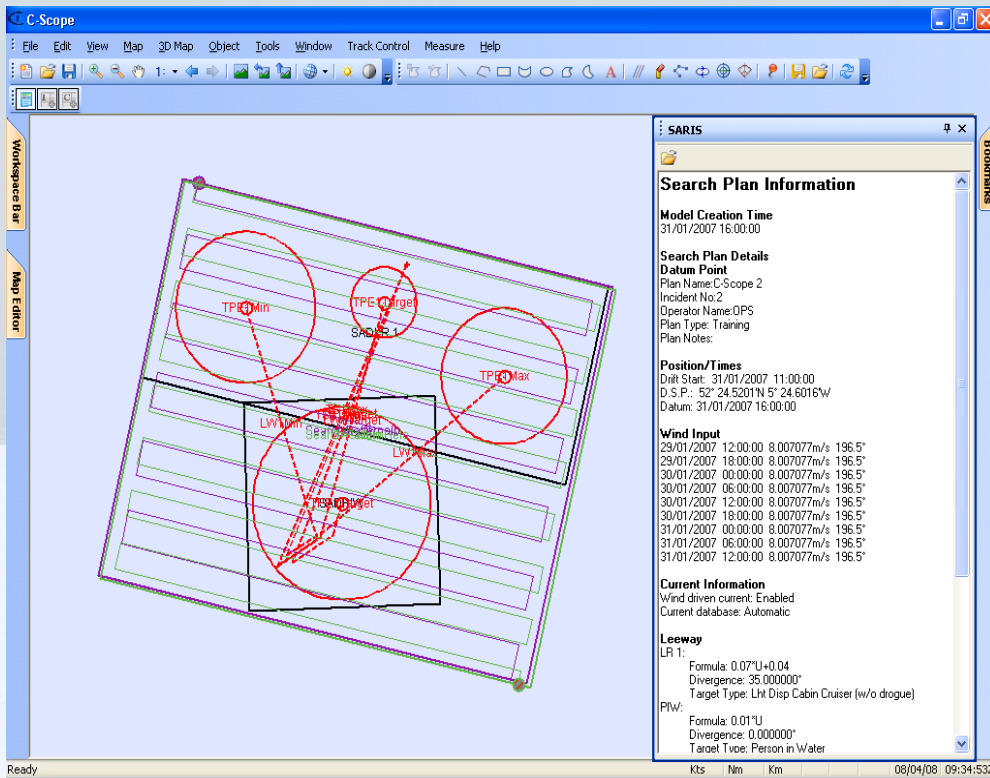 C-Scope
File Edit View Map 3D Map Object Tools Window Track Control Measure Help
1:
A
Workspace Bar
Map Editor
Bookmarks
TPE1Min
TPE1Target
SADLR 1
TPE1Max
LW1Min
LW1Max
SARIS
Search Plan Information
Model Creation Time
31/01/2007 16:00:00
Search Plan Details
Datum Point
Plan Name:C-Scope 2
Incident No:2
Operator Name:OPS
Plan Type: Training
Plan Notes:
Position/Times
Drift Start: 31/01/2007 11:00:00
D.S.P.: 52° 24.5201'N 5° 24.6016'W
Datum: 31/01/2007 16:00:00
Wind Input
29/01/2007 12:00:00 8.007077m/s 196.5°
29/01/2007 18:00:00 8.007077m/s 196.5°
30/01/2007 00:00:00 8.007077m/s 196.5°
30/01/2007 06:00:00 8.007077m/s 196.5°
30/01/2007 12:00:00 8.007077m/s 196.5°
30/01/2007 18:00:00 8.007077m/s 196.5°
31/01/2007 00:00:00 8.007077m/s 196.5°
31/01/2007 06:00:00 8.007077m/s 196.5°
31/01/2007 12:00:00 8.007077m/s 196.5°
Current Information
Wind driven current: Enabled
Current database: Automatic
Leeway
LR 1:
Formula: 0.07*U+0.04
Divergence: 35.000000°
Target Type: Lht Disp Cabin Cruiser (w/o drogue)
PIW:
Formula: 0.01*U
Divergence: 0.000000°
Target Type: Person in Water
Ready
Kts Nm Km 08/04/08 09:34:53Z